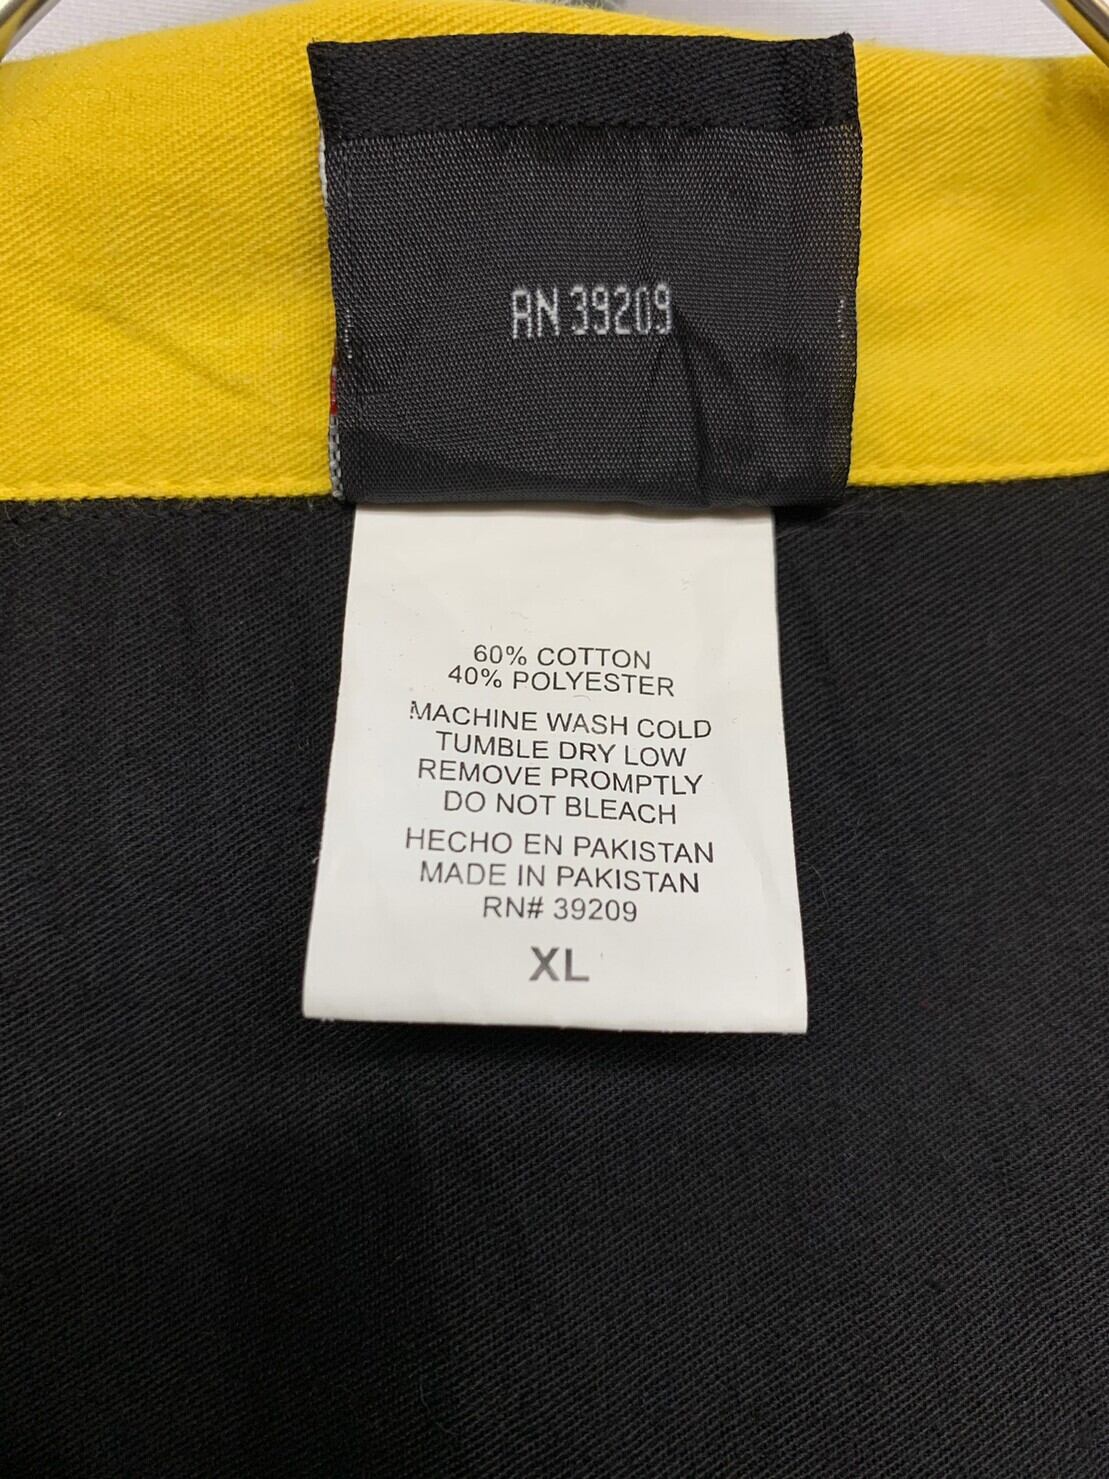 RN 39209
60% COTTON
40% POLYESTER
MACHINE WASH COLD
TUMBLE DRY LOW
REMOVE PROMPTLY
DO NOT BLEACH
HECHO EN PAKISTAN
MADE IN PAKISTAN
RN# 39209
XL